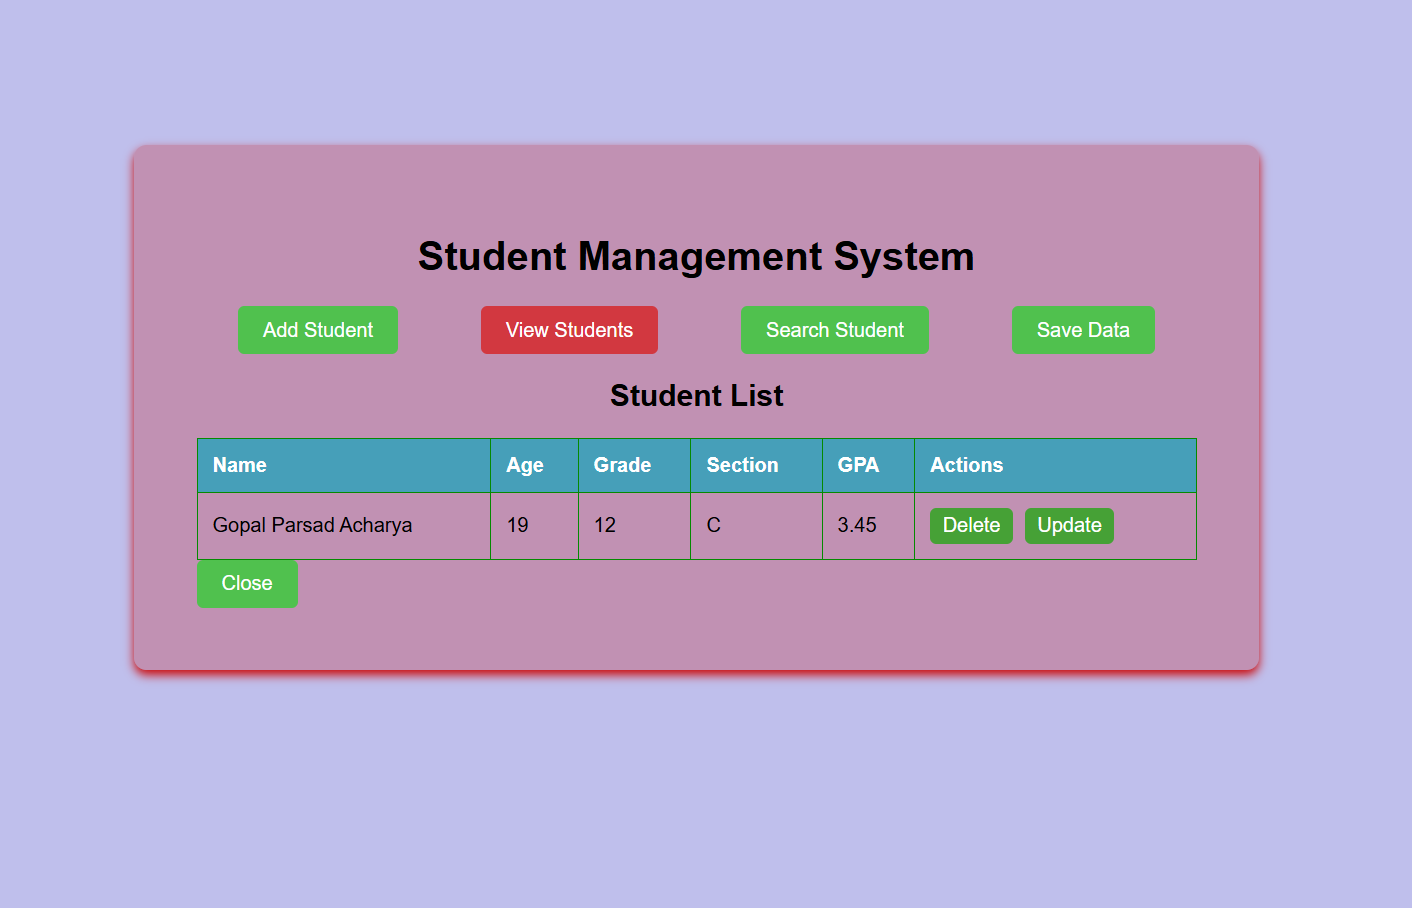 Student Management System
Add Student View Students Search Student Save Data
Student List
Name Age Grade Section GPA Actions
Gopal Parsad Acharya 19 12 C 3.45 Delete Update
Close